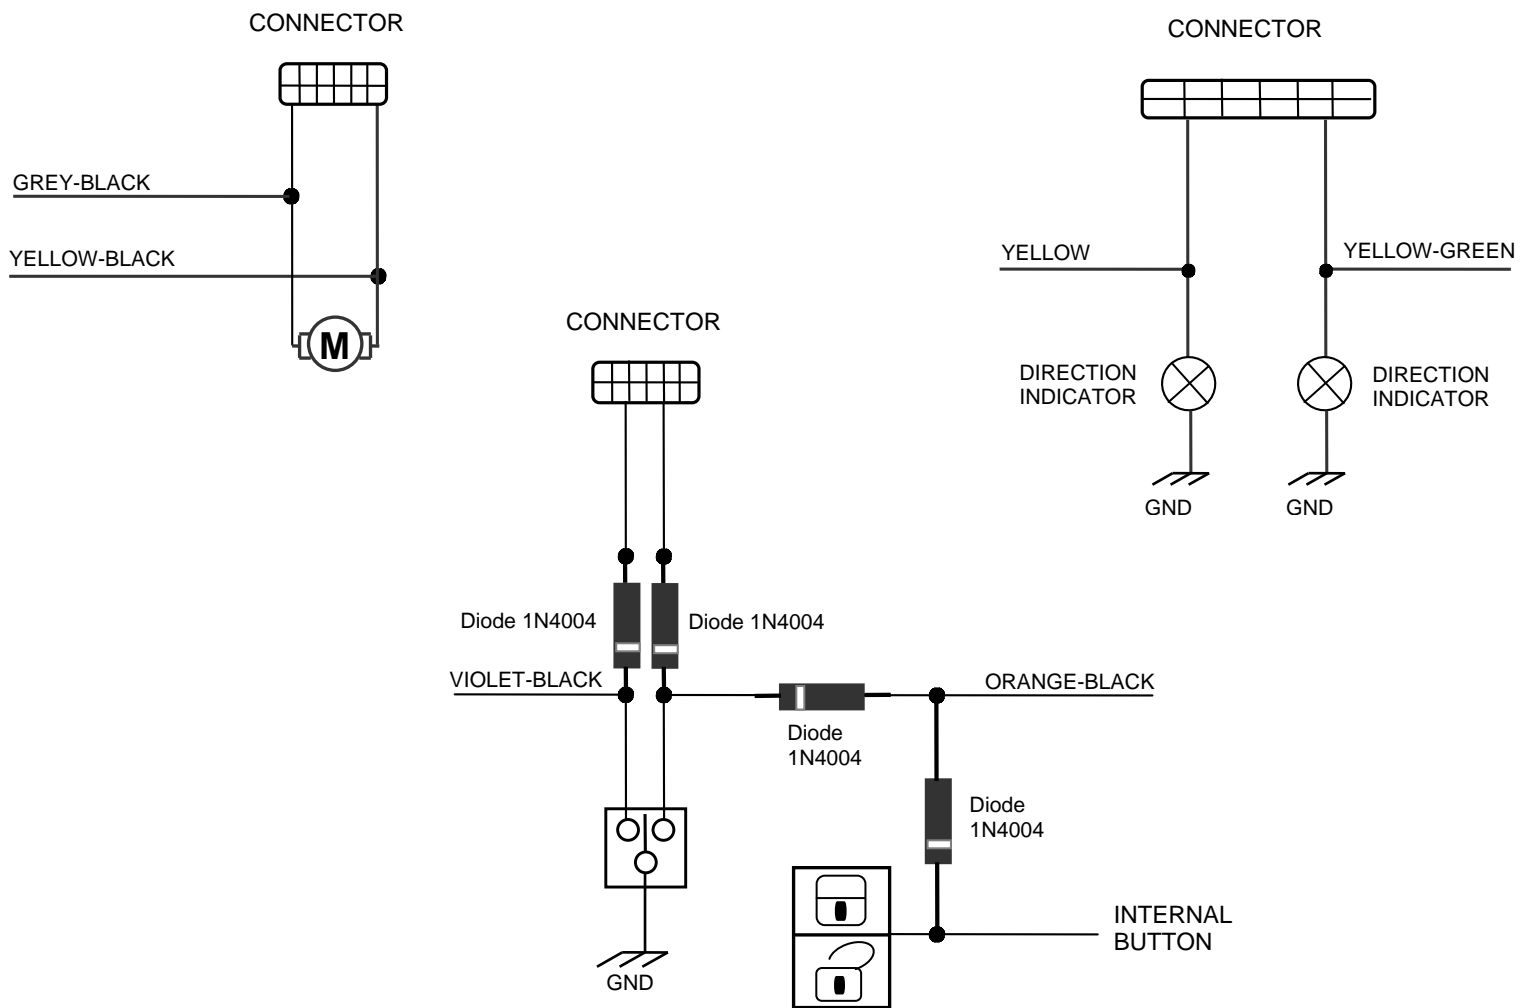 CONNECTOR
GREY-BLACK
YELLOW-BLACK
M
CONNECTOR
YELLOW
YELLOW-GREEN
DIRECTION
INDICATOR
DIRECTION
INDICATOR
GND
GND
CONNECTOR
Diode 1N4004
Diode 1N4004
VIOLET-BLACK
ORANGE-BLACK
Diode
1N4004
Diode
1N4004
GND
INTERNAL
BUTTON